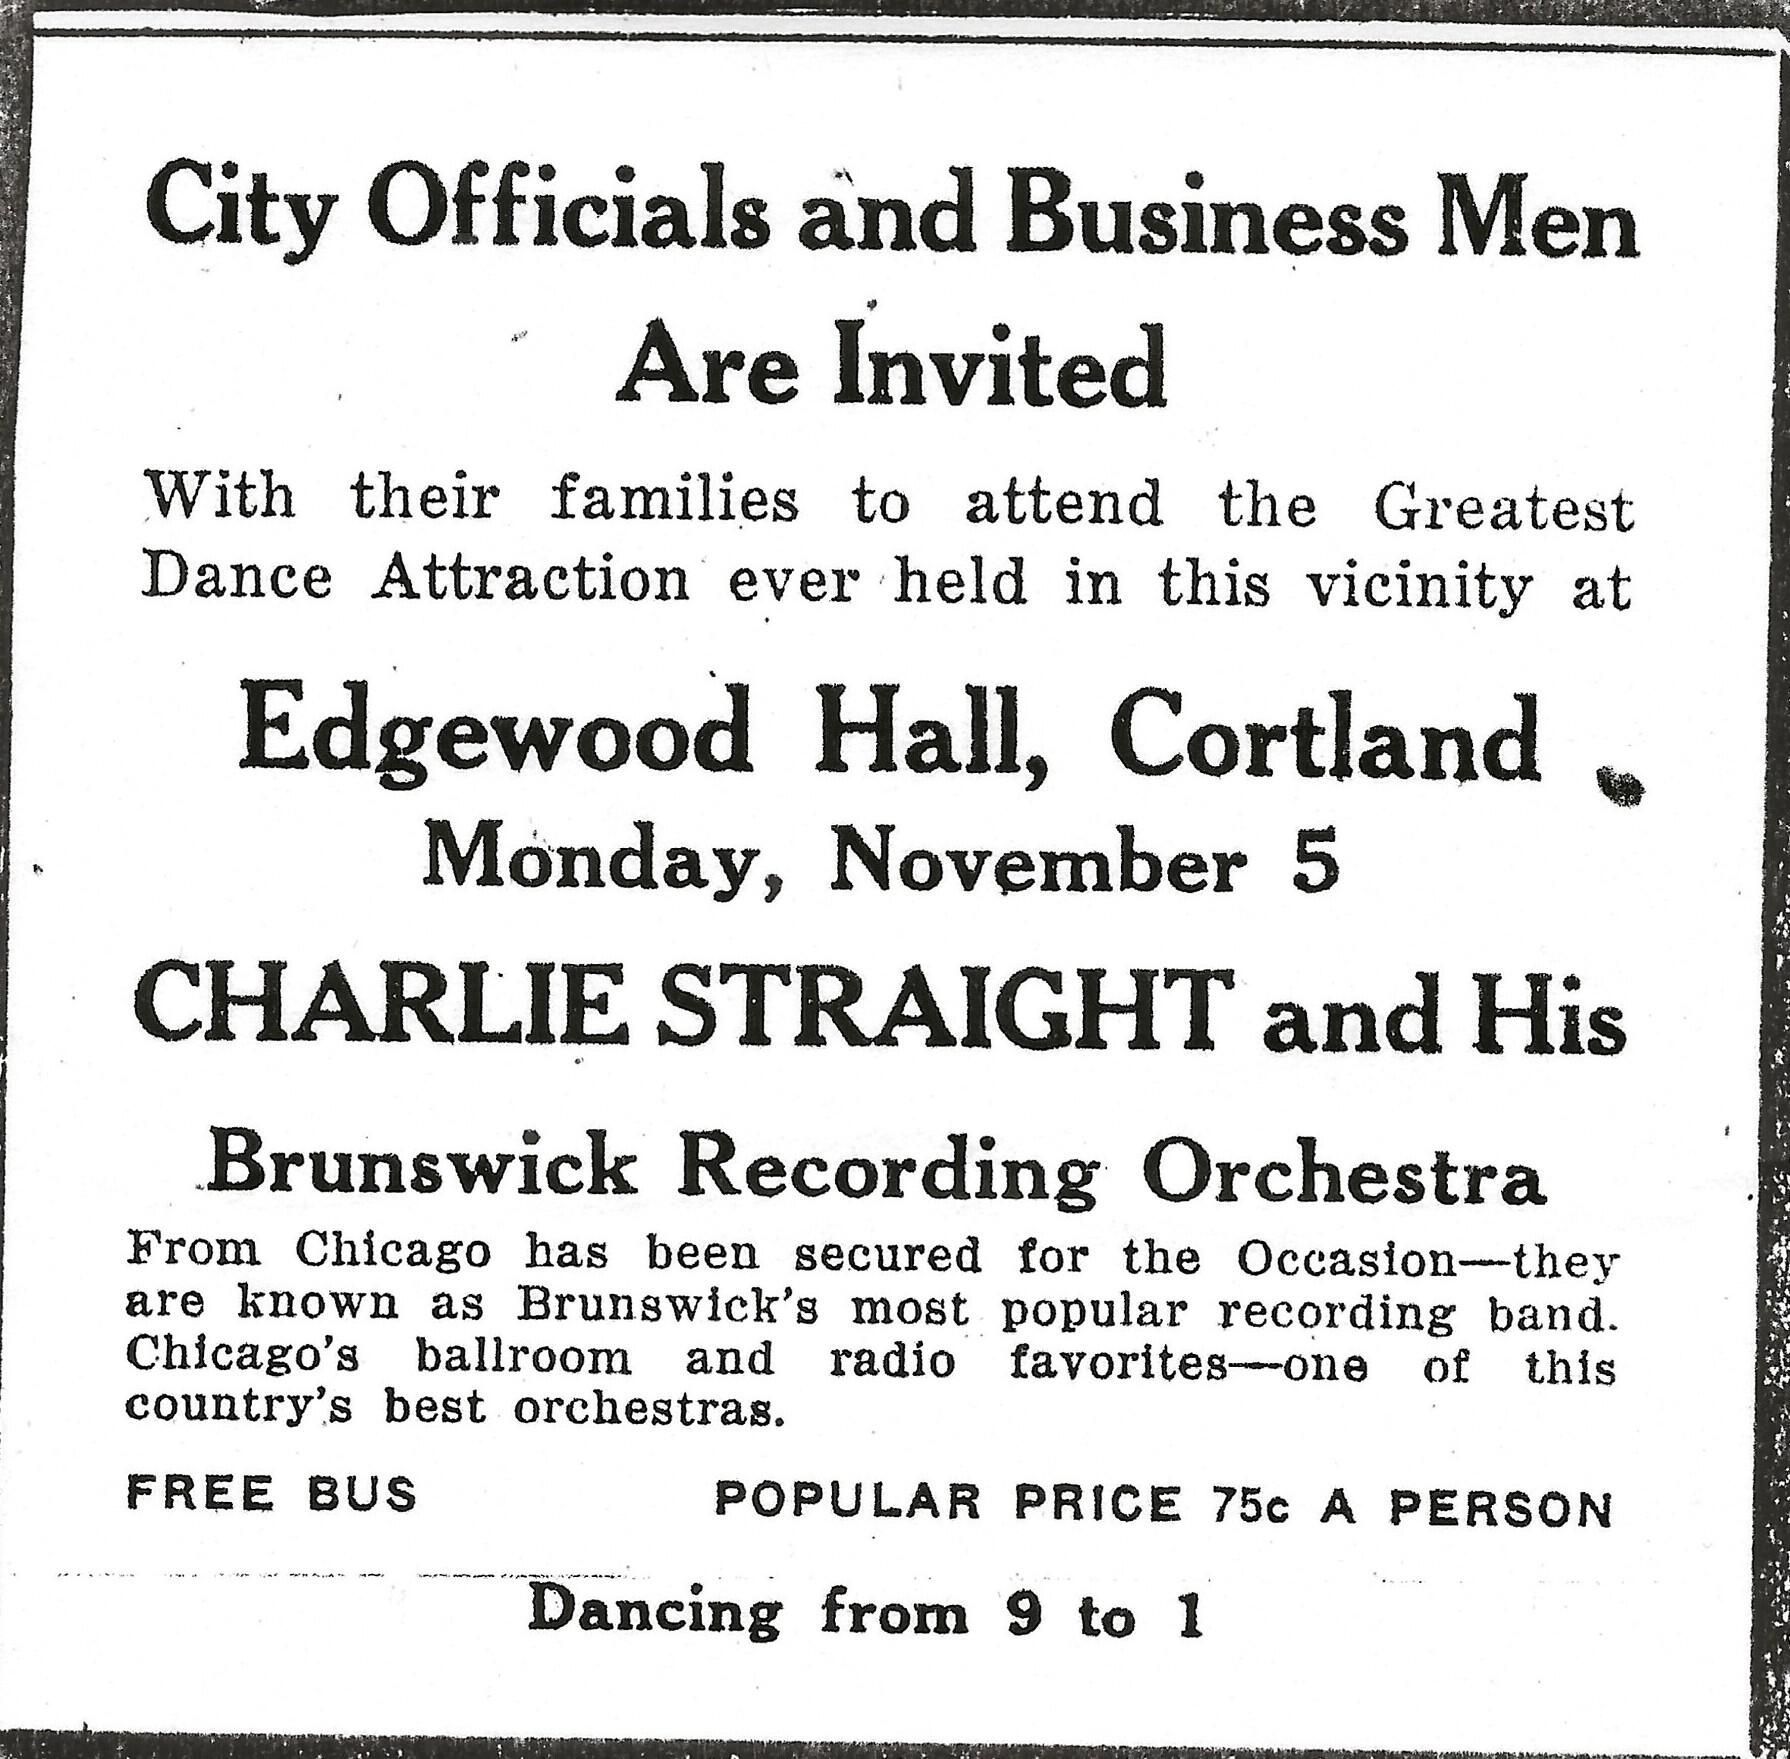 City Officials and Business Men
Are Invited
With their families to attend the Greatest
Dance Attraction ever held in this vicinity at
Edgewood Hall, Cortland
Monday, November 5
CHARLIE STRAIGHT and His
Brunswick Recording Orchestra
From Chicago has been secured for the Occasion—they
are known as Brunswick's most popular recording band.
Chicago's ballroom and radio favorites—one of this
country's best orchestras.
FREE BUS POPULAR PRICE 75c A PERSON
Dancing from 9 to 1